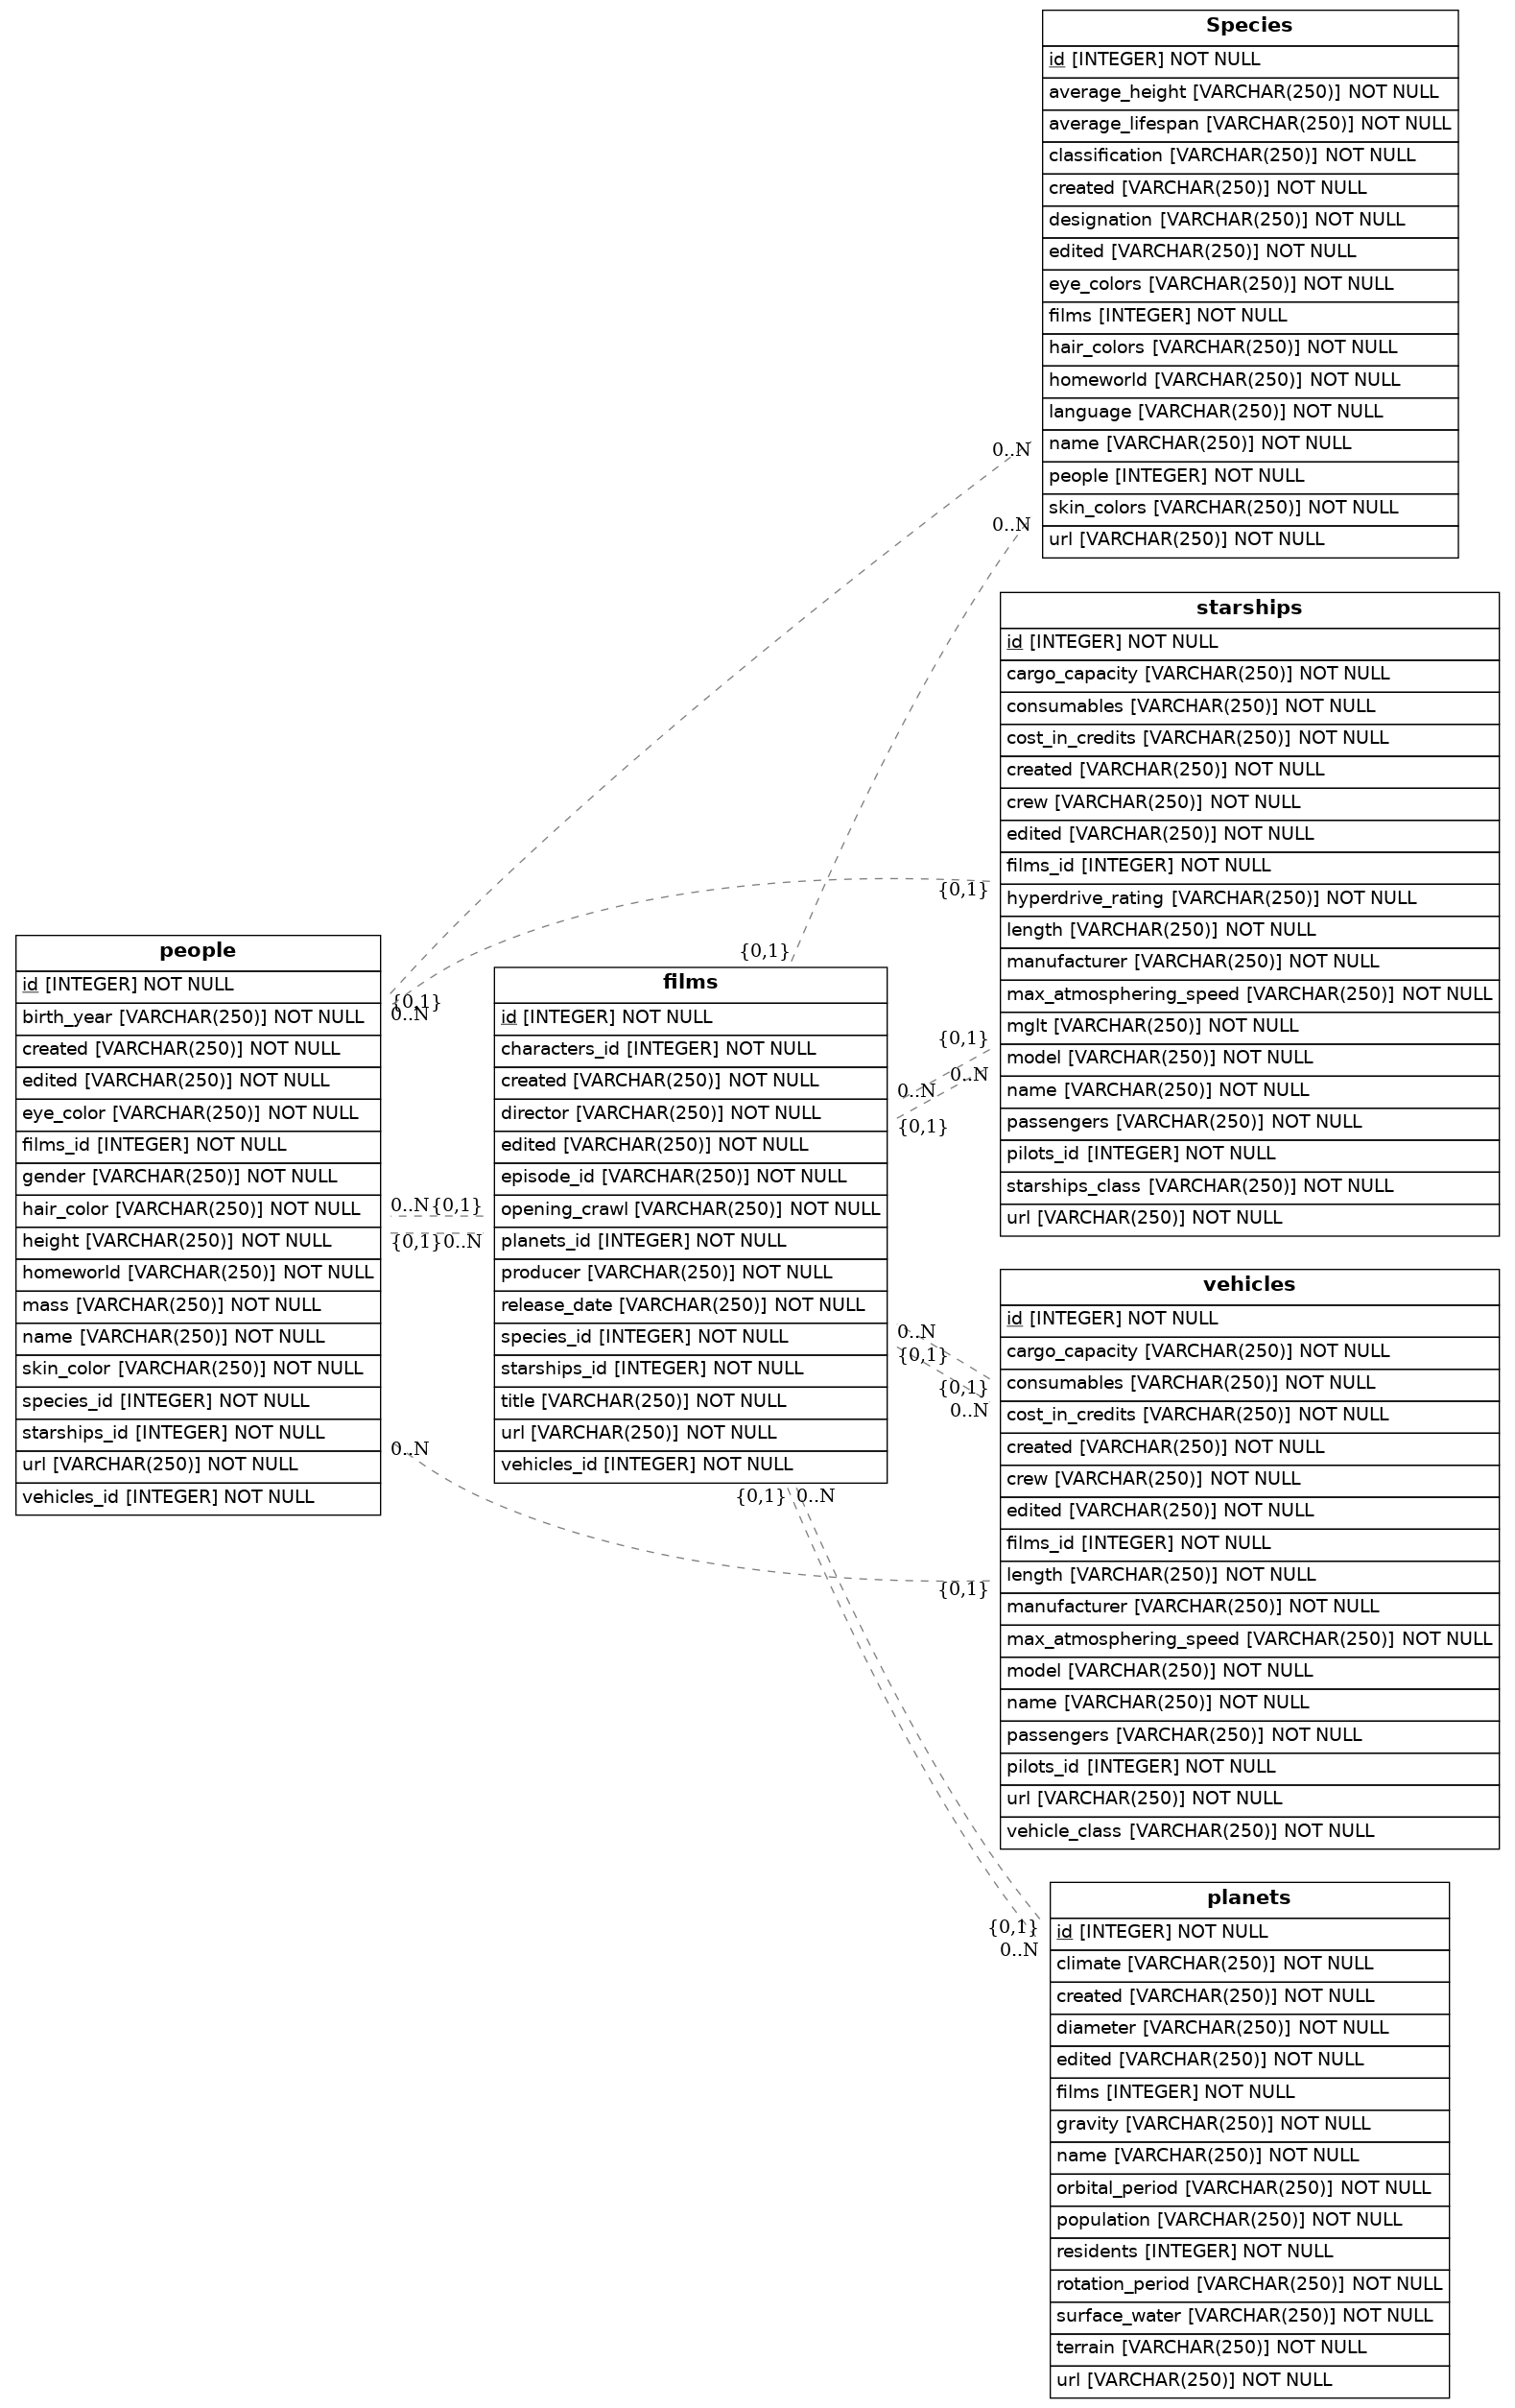 Species
id [INTEGER] NOT NULL
average_height [VARCHAR(250)] NOT NULL
average_lifespan [VARCHAR(250)] NOT NULL
classification [VARCHAR(250)] NOT NULL
created [VARCHAR(250)] NOT NULL
designation [VARCHAR(250)] NOT NULL
edited [VARCHAR(250)] NOT NULL
eye_colors [VARCHAR(250)] NOT NULL
films [INTEGER] NOT NULL
hair_colors [VARCHAR(250)] NOT NULL
homeworld [VARCHAR(250)] NOT NULL
language [VARCHAR(250)] NOT NULL
name [VARCHAR(250)] NOT NULL
people [INTEGER] NOT NULL
skin_colors [VARCHAR(250)] NOT NULL
url [VARCHAR(250)] NOT NULL
0..N
0..N
starships
id [INTEGER] NOT NULL
cargo_capacity [VARCHAR(250)] NOT NULL
consumables [VARCHAR(250)] NOT NULL
cost_in_credits [VARCHAR(250)] NOT NULL
created [VARCHAR(250)] NOT NULL
crew [VARCHAR(250)] NOT NULL
edited [VARCHAR(250)] NOT NULL
films_id [INTEGER] NOT NULL
hyperdrive_rating [VARCHAR(250)] NOT NULL
length [VARCHAR(250)] NOT NULL
manufacturer [VARCHAR(250)] NOT NULL
max_atmosphering_speed [VARCHAR(250)] NOT NULL
mglt [VARCHAR(250)] NOT NULL
model [VARCHAR(250)] NOT NULL
name [VARCHAR(250)] NOT NULL
passengers [VARCHAR(250)] NOT NULL
pilots_id [INTEGER] NOT NULL
starships_class [VARCHAR(250)] NOT NULL
url [VARCHAR(250)] NOT NULL
{0,1}
{0,1}
0..N
people
id [INTEGER] NOT NULL
birth_year [VARCHAR(250)] NOT NULL
created [VARCHAR(250)] NOT NULL
edited [VARCHAR(250)] NOT NULL
eye_color [VARCHAR(250)] NOT NULL
films_id [INTEGER] NOT NULL
gender [VARCHAR(250)] NOT NULL
hair_color [VARCHAR(250)] NOT NULL
height [VARCHAR(250)] NOT NULL
homeworld [VARCHAR(250)] NOT NULL
mass [VARCHAR(250)] NOT NULL
name [VARCHAR(250)] NOT NULL
skin_color [VARCHAR(250)] NOT NULL
species_id [INTEGER] NOT NULL
starships_id [INTEGER] NOT NULL
url [VARCHAR(250)] NOT NULL
vehicles_id [INTEGER] NOT NULL
{0,1}
0..N
0..N{0,1}
{0,1}0..N
0..N
{0,1}
films
id [INTEGER] NOT NULL
characters_id [INTEGER] NOT NULL
created [VARCHAR(250)] NOT NULL
director [VARCHAR(250)] NOT NULL
edited [VARCHAR(250)] NOT NULL
episode_id [VARCHAR(250)] NOT NULL
opening_crawl [VARCHAR(250)] NOT NULL
planets_id [INTEGER] NOT NULL
producer [VARCHAR(250)] NOT NULL
release_date [VARCHAR(250)] NOT NULL
species_id [INTEGER] NOT NULL
starships_id [INTEGER] NOT NULL
title [VARCHAR(250)] NOT NULL
url [VARCHAR(250)] NOT NULL
vehicles_id [INTEGER] NOT NULL
0..N
{0,1}
0..N
{0,1}
{0,1} 0..N
vehicles
id [INTEGER] NOT NULL
cargo_capacity [VARCHAR(250)] NOT NULL
consumables [VARCHAR(250)] NOT NULL
cost_in_credits [VARCHAR(250)] NOT NULL
created [VARCHAR(250)] NOT NULL
crew [VARCHAR(250)] NOT NULL
edited [VARCHAR(250)] NOT NULL
films_id [INTEGER] NOT NULL
length [VARCHAR(250)] NOT NULL
manufacturer [VARCHAR(250)] NOT NULL
max_atmosphering_speed [VARCHAR(250)] NOT NULL
model [VARCHAR(250)] NOT NULL
name [VARCHAR(250)] NOT NULL
passengers [VARCHAR(250)] NOT NULL
pilots_id [INTEGER] NOT NULL
url [VARCHAR(250)] NOT NULL
vehicle_class [VARCHAR(250)] NOT NULL
{0,1}
0..N
{0,1}
planets
id [INTEGER] NOT NULL
climate [VARCHAR(250)] NOT NULL
created [VARCHAR(250)] NOT NULL
diameter [VARCHAR(250)] NOT NULL
edited [VARCHAR(250)] NOT NULL
films [INTEGER] NOT NULL
gravity [VARCHAR(250)] NOT NULL
name [VARCHAR(250)] NOT NULL
orbital_period [VARCHAR(250)] NOT NULL
population [VARCHAR(250)] NOT NULL
residents [INTEGER] NOT NULL
rotation_period [VARCHAR(250)] NOT NULL
surface_water [VARCHAR(250)] NOT NULL
terrain [VARCHAR(250)] NOT NULL
url [VARCHAR(250)] NOT NULL
{0,1}
0..N